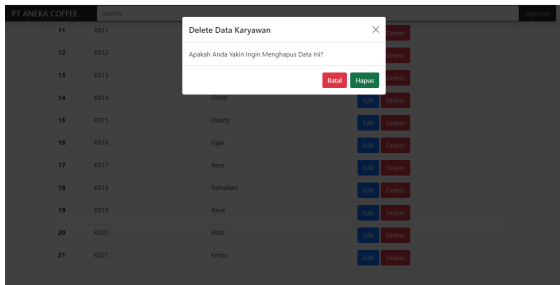 PT ANEKA COFFEE Search Sign out
Delete Data Karyawan
Apakah Anda Yakin Ingin Menghapus Data Ini?
Batal Hapus
11 K011 Delete
12 K012 Delete
13 K013 Delete
14 K014 Dodit Edit Delete
15 K015 Daddy Edit Delete
16 K016 Fajar Edit Delete
17 K017 Reza Edit Delete
18 K018 Rahadian Edit Delete
19 K019 Raya Edit Delete
20 K020 Rizal Edit Delete
21 K021 Embo Edit Delete